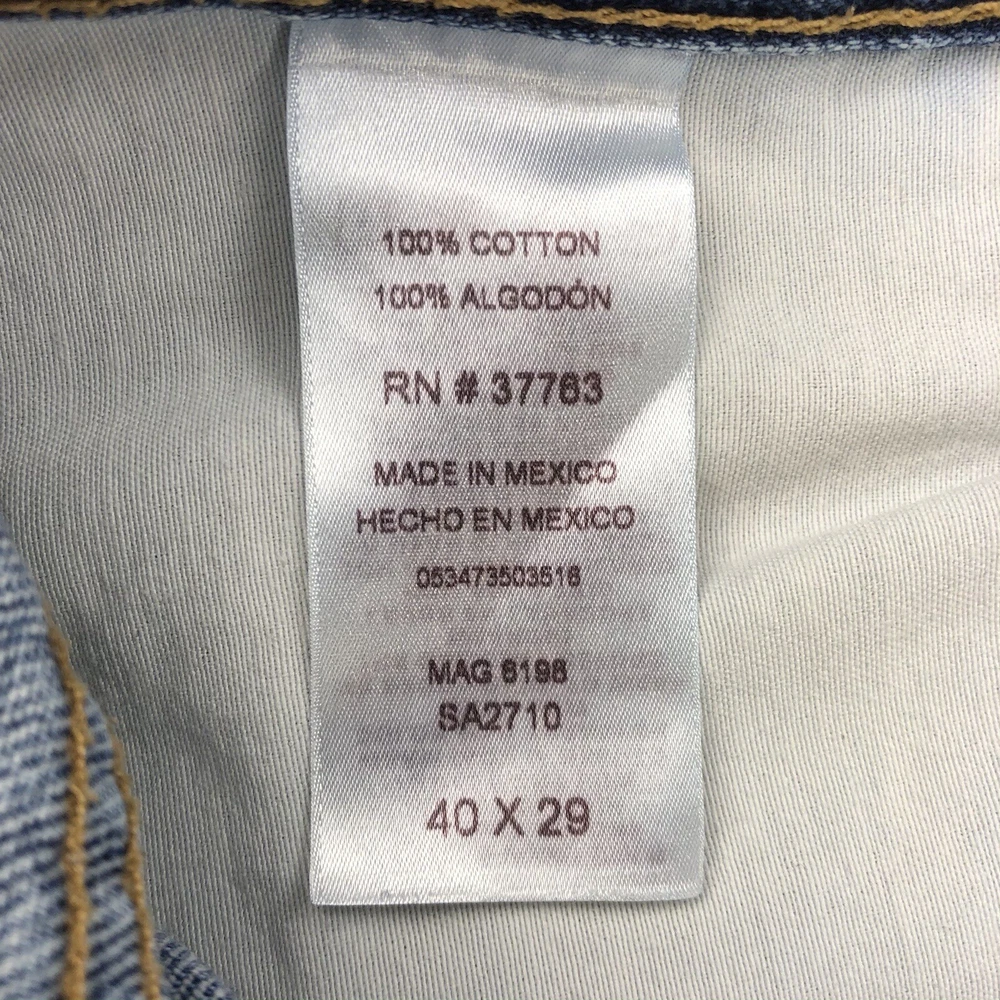 100% COTTON
100% ALGODÓN
RN # 37763
MADE IN MEXICO
HECHO EN MEXICO
053473503516
MAG 6198
SA2710
40 X 29